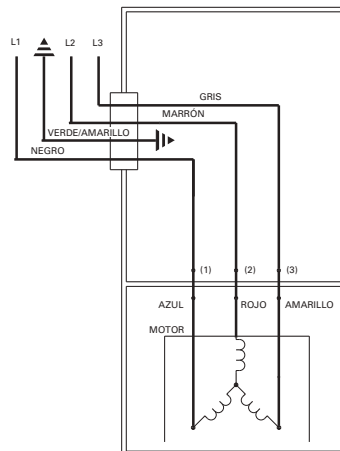 L1 L2 L3
GRIS
MARRÓN
VERDE/AMARILLO
NEGRO
(1) (2) (3)
AZUL ROJO AMARILLO
MOTOR